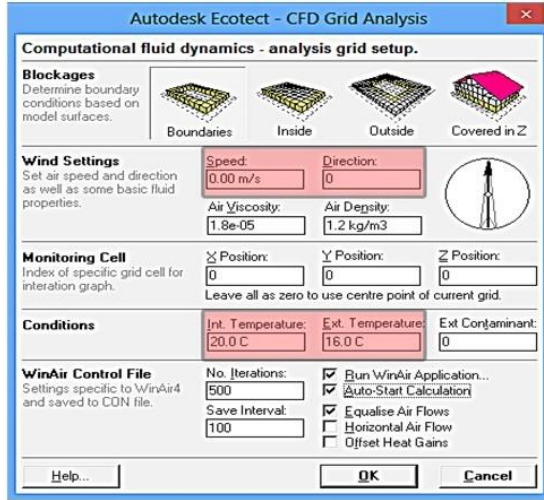 Autodesk Ecotect - CFD Grid Analysis
Computational fluid dynamics - analysis grid setup.
Blockages
Determine boundary
conditions based on
model surfaces.
Boundaries Inside Outside Covered in Z
Wind Settings
Set air speed and direction
as well as some basic fluid
properties.
Speed: Direction:
0.00 m/s 0
Air Viscosity: Air Density:
1.8e-05 1.2 kg/m3
Monitoring Cell
Index of specific grid cell for
interation graph.
X Position: Y Position: Z Position:
0 0 0
Leave all as zero to use centre point of current grid.
Conditions
Int. Temperature: Ext. Temperature: Ext Contaminant:
20.0 C 16.0 C 0
WinAir Control File
Settings specific to WinAir4
and saved to CON file.
No. Iterations:
500
Save Interval:
100
Run WinAir Application...
Auto-Start Calculation
Equalise Air Flows
Horizontal Air Flow
Offset Heat Gains
Help... OK Cancel